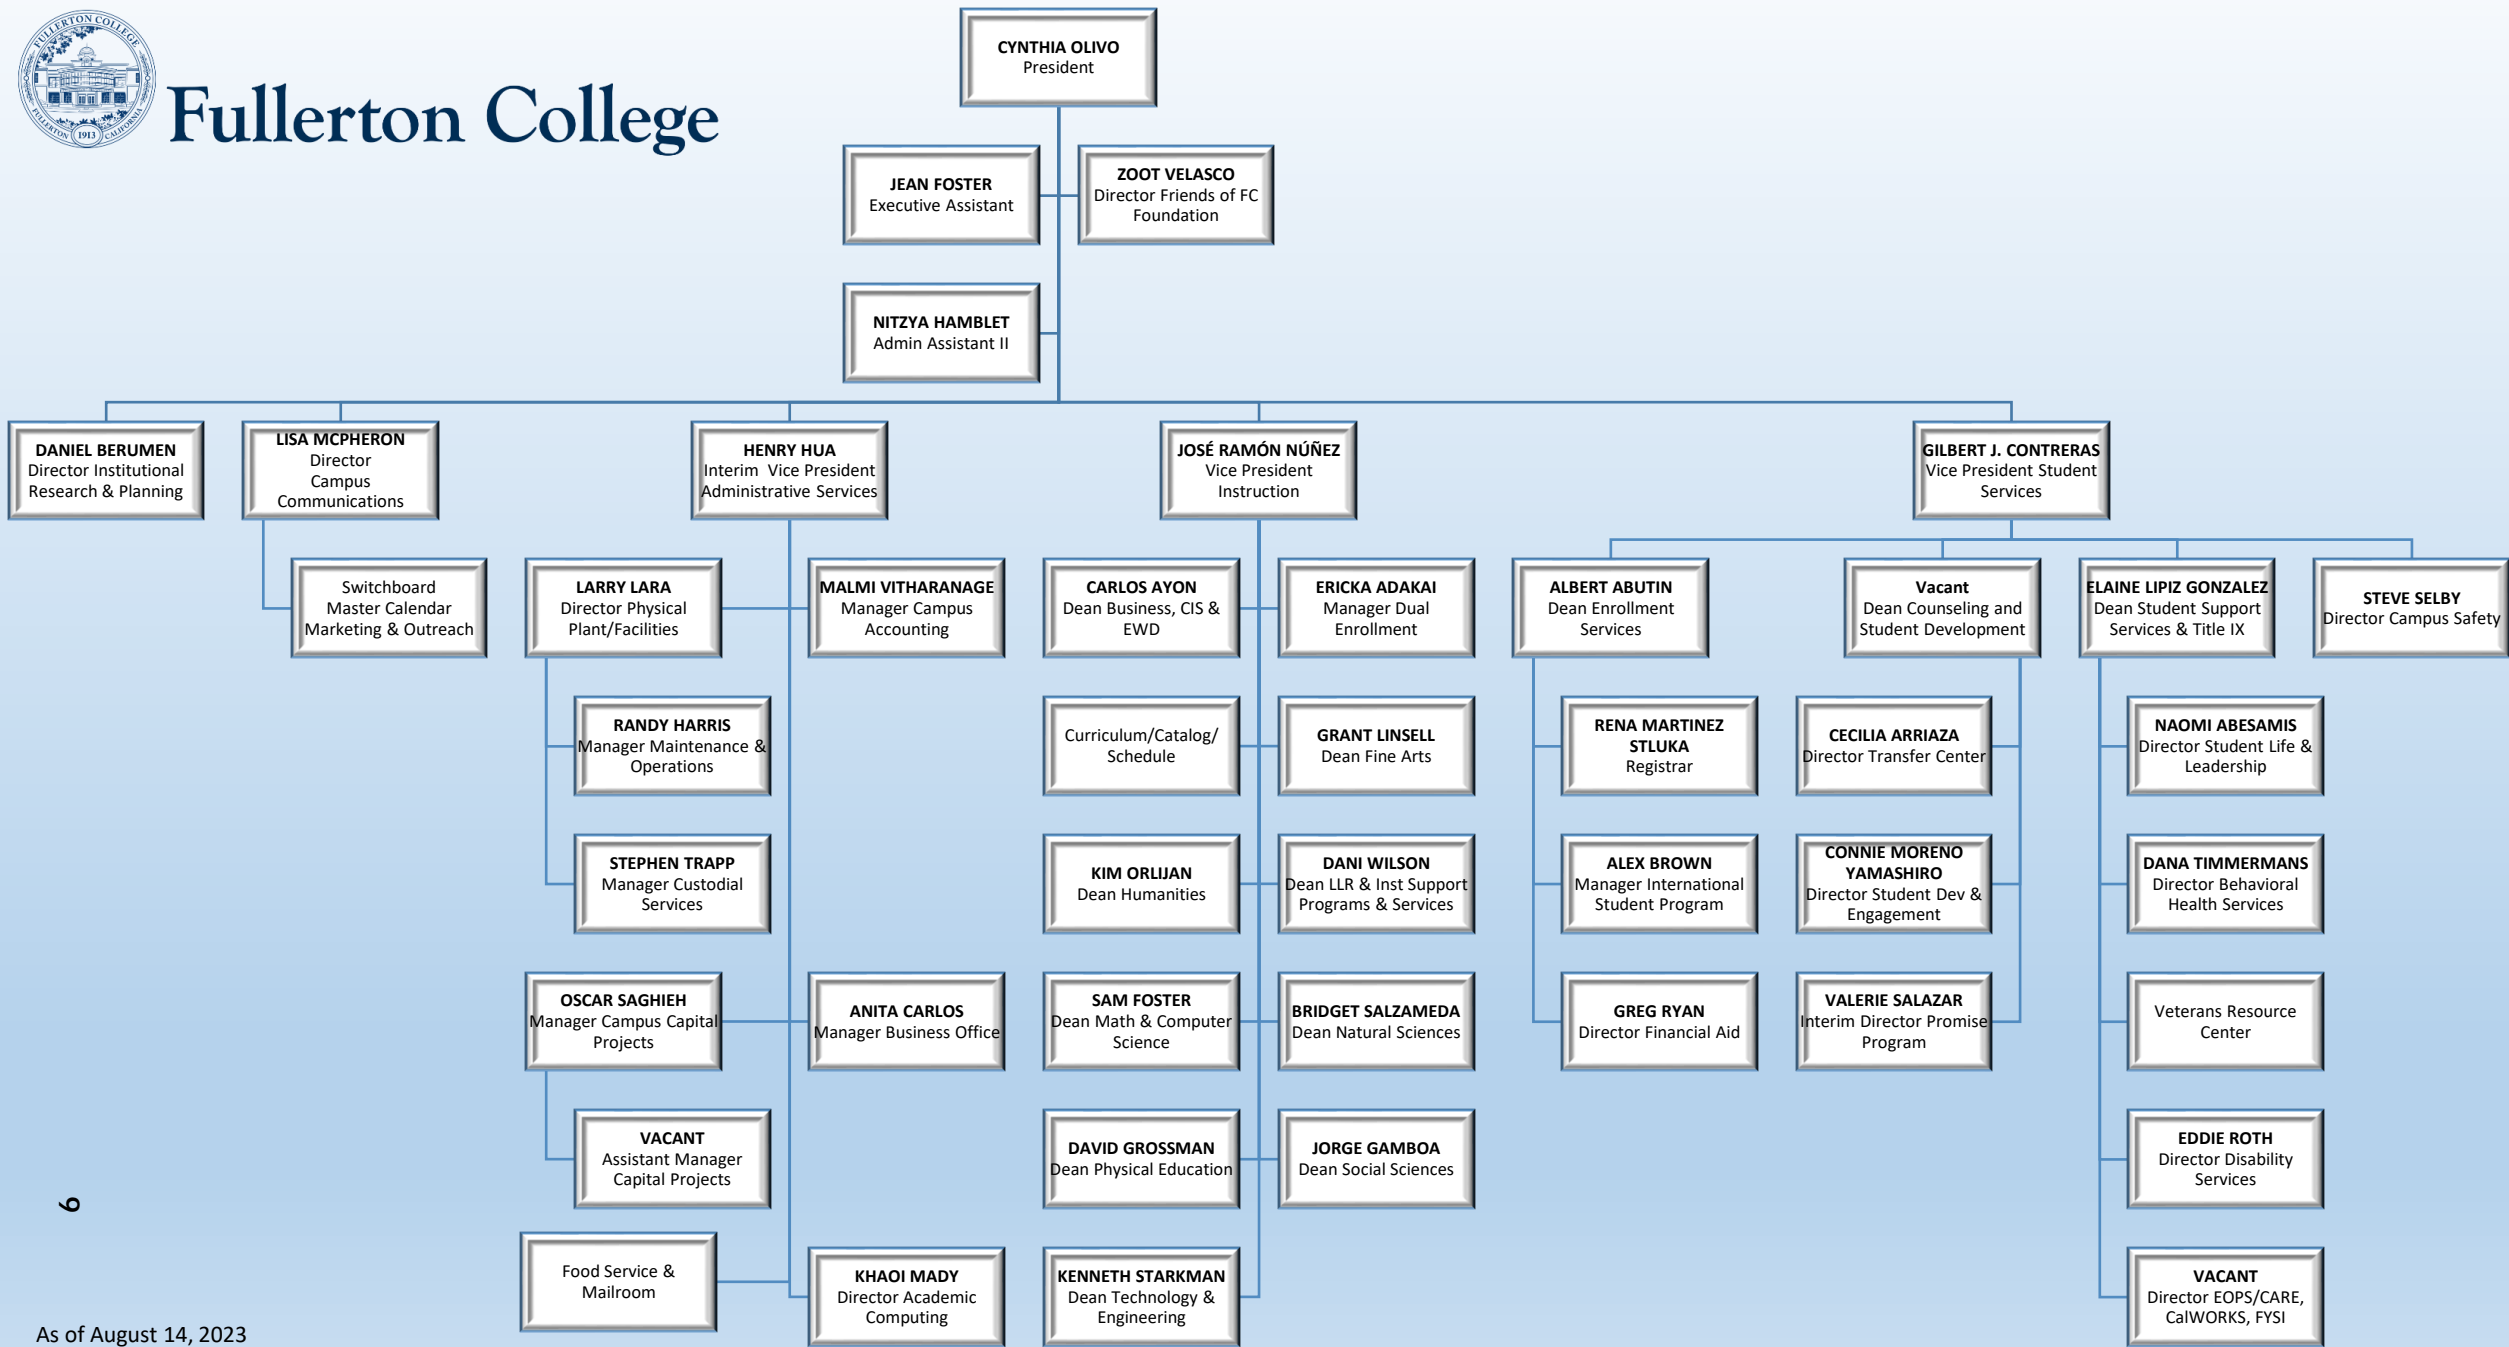 FULLERTON COLLEGE
FULLERTON CALIFORNIA
1913
Fullerton College
CYNTHIA OLIVO
President
JEAN FOSTER
Executive Assistant
ZOOT VELASCO
Director Friends of FC
Foundation
NITZYA HAMBLET
Admin Assistant II
DANIEL BERUMEN
Director Institutional
Research & Planning
LISA MCPHERON
Director
Campus
Communications
HENRY HUA
Interim  Vice President
Administrative Services
JOSÉ RAMÓN NÚÑEZ
Vice President
Instruction
GILBERT J. CONTRERAS
Vice President Student
Services
Switchboard
Master Calendar
Marketing & Outreach
LARRY LARA
Director Physical
Plant/Facilities
MALMI VITHARANAGE
Manager Campus
Accounting
CARLOS AYON
Dean Business, CIS &
EWD
ERICKA ADAKAI
Manager Dual
Enrollment
ALBERT ABUTIN
Dean Enrollment
Services
Vacant
Dean Counseling and
Student Development
ELAINE LIPIZ GONZALEZ
Dean Student Support
Services & Title IX
STEVE SELBY
Director Campus Safety
RANDY HARRIS
Manager Maintenance &
Operations
Curriculum/Catalog/
Schedule
GRANT LINSELL
Dean Fine Arts
RENA MARTINEZ
STLUKA
Registrar
CECILIA ARRIAZA
Director Transfer Center
NAOMI ABESAMIS
Director Student Life &
Leadership
STEPHEN TRAPP
Manager Custodial
Services
KIM ORLIJAN
Dean Humanities
DANI WILSON
Dean LLR & Inst Support
Programs & Services
ALEX BROWN
Manager International
Student Program
CONNIE MORENO
YAMASHIRO
Director Student Dev &
Engagement
DANA TIMMERMANS
Director Behavioral
Health Services
OSCAR SAGHIEH
Manager Campus Capital
Projects
ANITA CARLOS
Manager Business Office
SAM FOSTER
Dean Math & Computer
Science
BRIDGET SALZAMEDA
Dean Natural Sciences
GREG RYAN
Director Financial Aid
VALERIE SALAZAR
Interim Director Promise
Program
Veterans Resource
Center
VACANT
Assistant Manager
Capital Projects
DAVID GROSSMAN
Dean Physical Education
JORGE GAMBOA
Dean Social Sciences
EDDIE ROTH
Director Disability
Services
Food Service &
Mailroom
KHAOI MADY
Director Academic
Computing
KENNETH STARKMAN
Dean Technology &
Engineering
VACANT
Director EOPS/CARE,
CalWORKS, FYSI
6
As of August 14, 2023